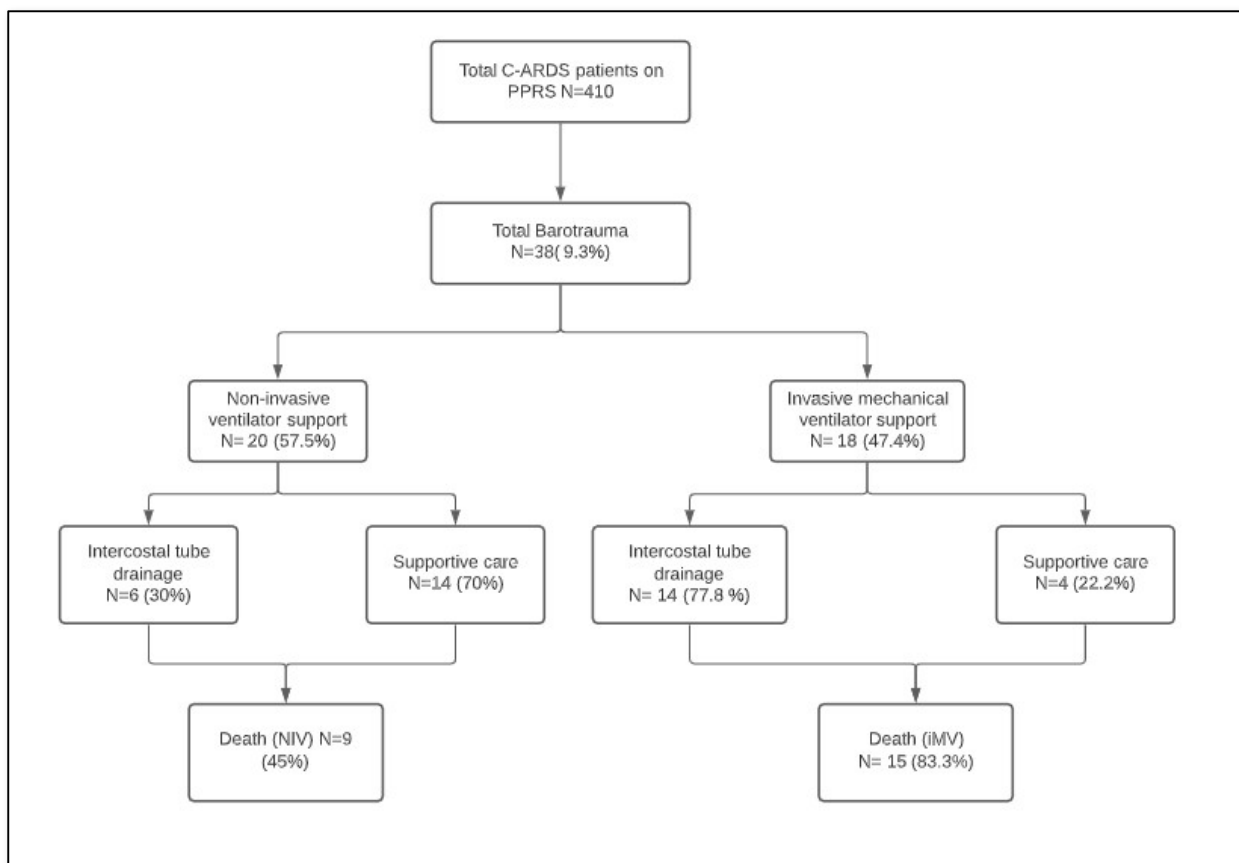 Total C-ARDS patients on
PPRS N=410
Total Barotrauma
N=38( 9.3%)
Non-invasive
ventilator support
N= 20 (57.5%)
Invasive mechanical
ventilator support
N= 18 (47.4%)
Intercostal tube
drainage
N=6 (30%)
Supportive care
N=14 (70%)
Intercostal tube
drainage
N= 14 (77.8 %)
Supportive care
N=4 (22.2%)
Death (NIV) N=9
(45%)
Death (iMV)
N= 15 (83.3%)